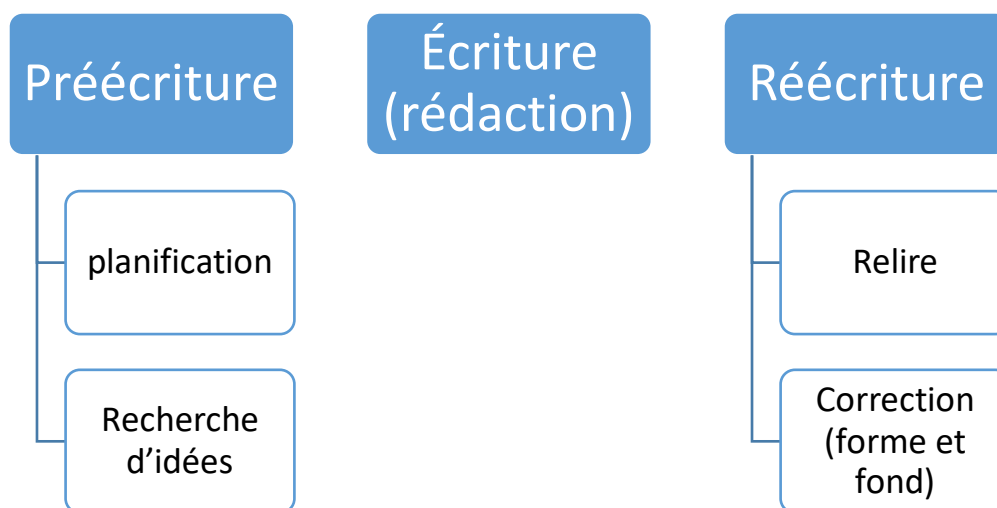 Préécriture
planification
Recherche
d’idées
Écriture
(rédaction)
Réécriture
Relire
Correction
(forme et
fond)